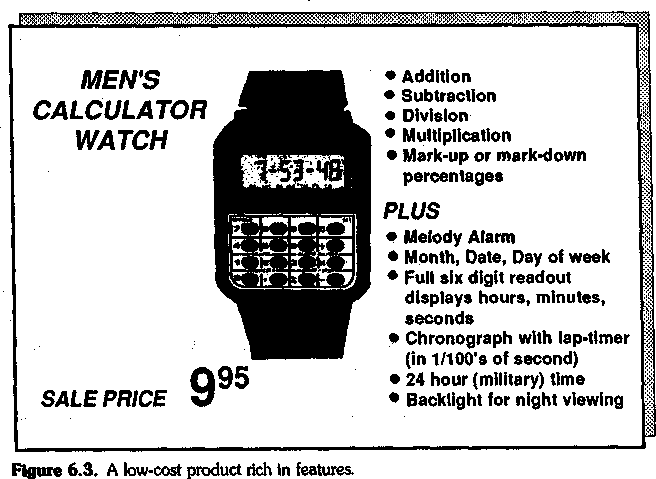 MEN'S
CALCULATOR
WATCH
7-53-48
SALE PRICE 9 95
• Addition
• Subtraction
• Division
• Multiplication
• Mark-up or mark-down
percentages
PLUS
• Melody Alarm
• Month, Date, Day of week
• Full six digit readout
displays hours, minutes,
seconds
• Chronograph with lap-timer
(in 1/100's of second)
• 24 hour (military) time
• Backlight for night viewing
Figure 6.3. A low-cost product rich in features.